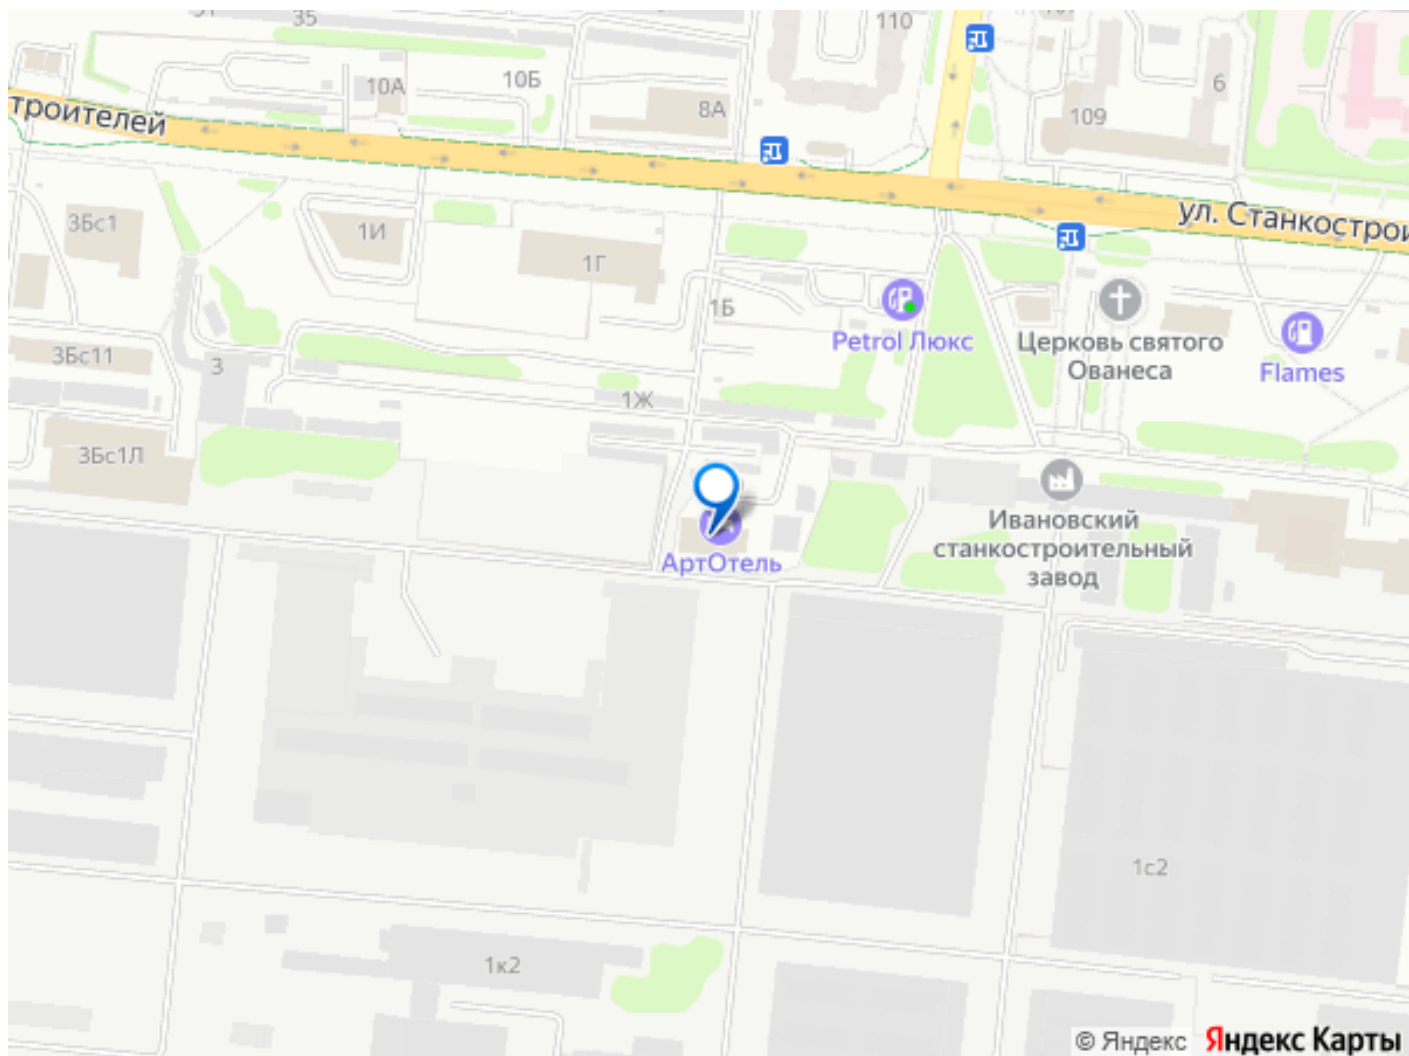 35
110
10А
10Б
8А
6
109
троителей
ул. Станкострои
3Бс1
1И
1Г
1Б
Petrol Люкс
Церковь святого
Ованеса
Flames
3Бс11
3
1Ж
3Бс1Л
АртОтель
Ивановский
станкостроительный
завод
1с2
1к2
© Яндекс Яндекс Карты